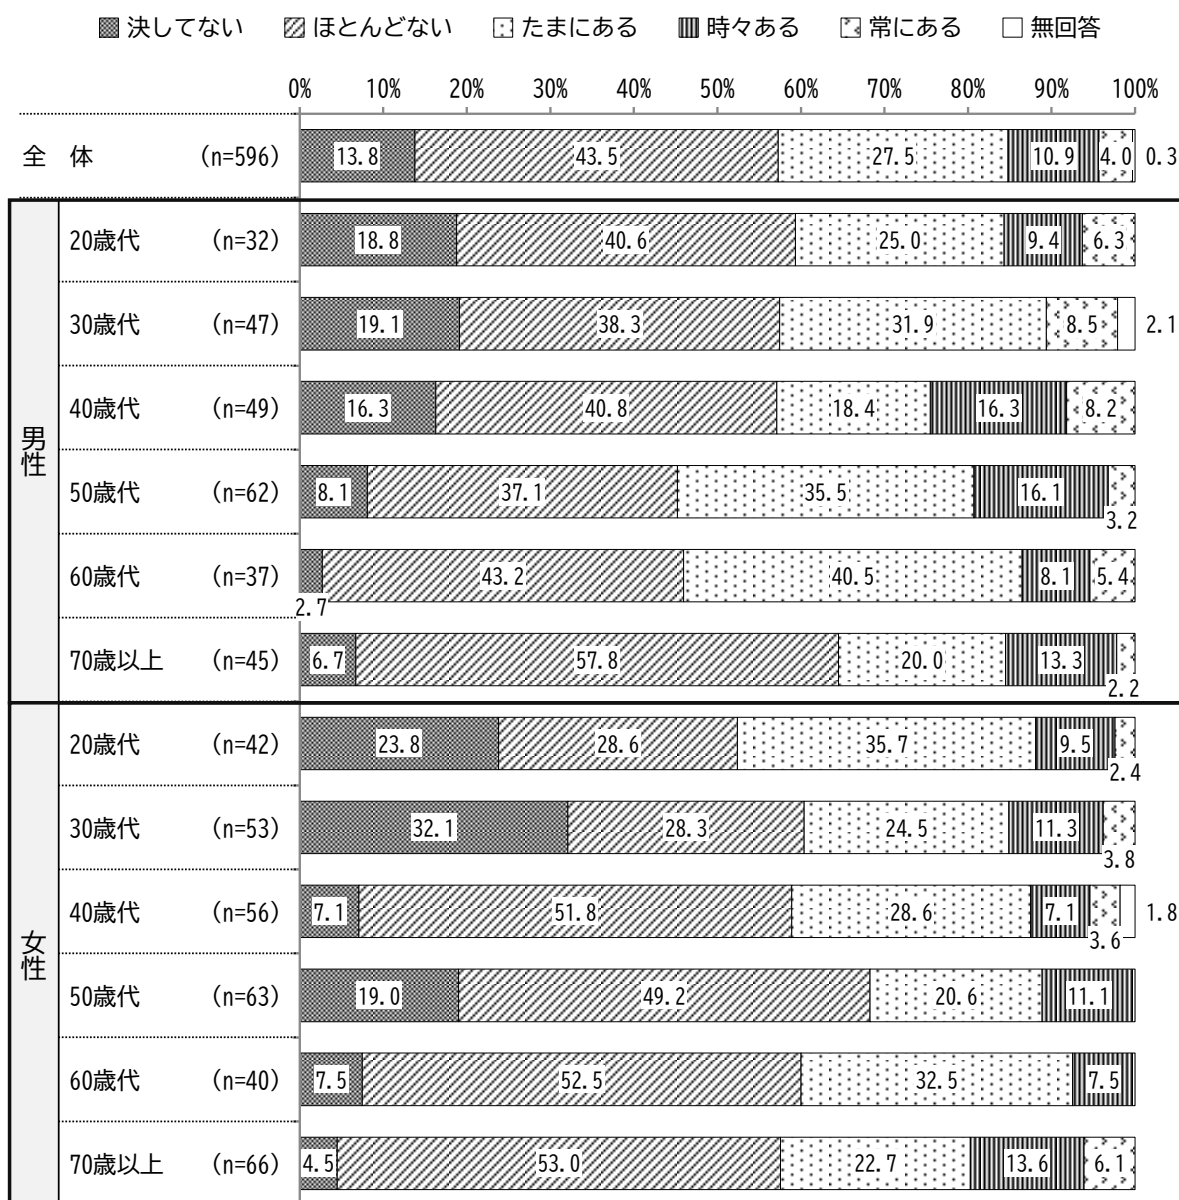 決してない ほとんどない たまにある 時々ある 常にある 無回答
0% 10% 20% 30% 40% 50% 60% 70% 80% 90% 100%
全 体 (n=596) 13.8 43.5 27.5 10.9 4.0 0.3
男性
20歳代 (n=32) 18.8 40.6 25.0 9.4 6.3
30歳代 (n=47) 19.1 38.3 31.9 8.5 2.1
40歳代 (n=49) 16.3 40.8 18.4 16.3 8.2
50歳代 (n=62) 8.1 37.1 35.5 16.1 3.2
60歳代 (n=37) 2.7 43.2 40.5 8.1 5.4
70歳以上 (n=45) 6.7 57.8 20.0 13.3 2.2
女性
20歳代 (n=42) 23.8 28.6 35.7 9.5 2.4
30歳代 (n=53) 32.1 28.3 24.5 11.3 3.8
40歳代 (n=56) 7.1 51.8 28.6 7.1 3.6 1.8
50歳代 (n=63) 19.0 49.2 20.6 11.1
60歳代 (n=40) 7.5 52.5 32.5 7.5
70歳以上 (n=66) 4.5 53.0 22.7 13.6 6.1